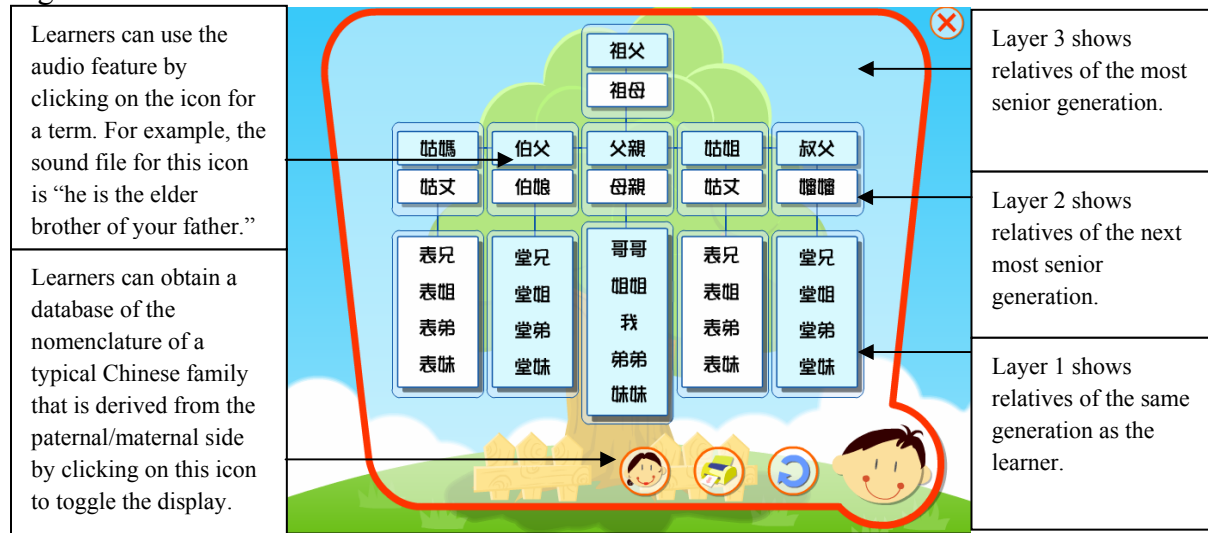 Learners can use the
audio feature by
clicking on the icon for
a term. For example, the
sound file for this icon
is “he is the elder
brother of your father.”
Learners can obtain a
database of the
nomenclature of a
typical Chinese family
that is derived from the
paternal/maternal side
by clicking on this icon
to toggle the display.
祖父
祖母
姑媽 伯父 父親 姑姐 叔父
姑丈 伯娘 母親 姑丈 嬸嬸
表兄
表姐
表弟
表妹
堂兄
堂姐
堂弟
堂妹
哥哥
姐姐
我
弟弟
妹妹
表兄
表姐
表弟
表妹
堂兄
堂姐
堂弟
堂妹
Layer 3 shows
relatives of the most
senior generation.
Layer 2 shows
relatives of the next
most senior
generation.
Layer 1 shows
relatives of the same
generation as the
learner.